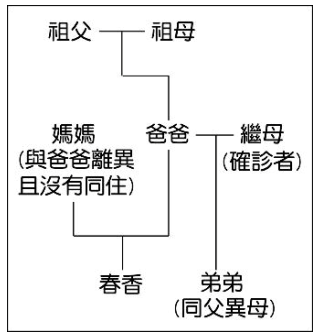 祖父 祖母
媽媽 爸爸 繼母
(與爸爸離異 (確診者)
且沒有同住)
春香 弟弟
(同父異母)